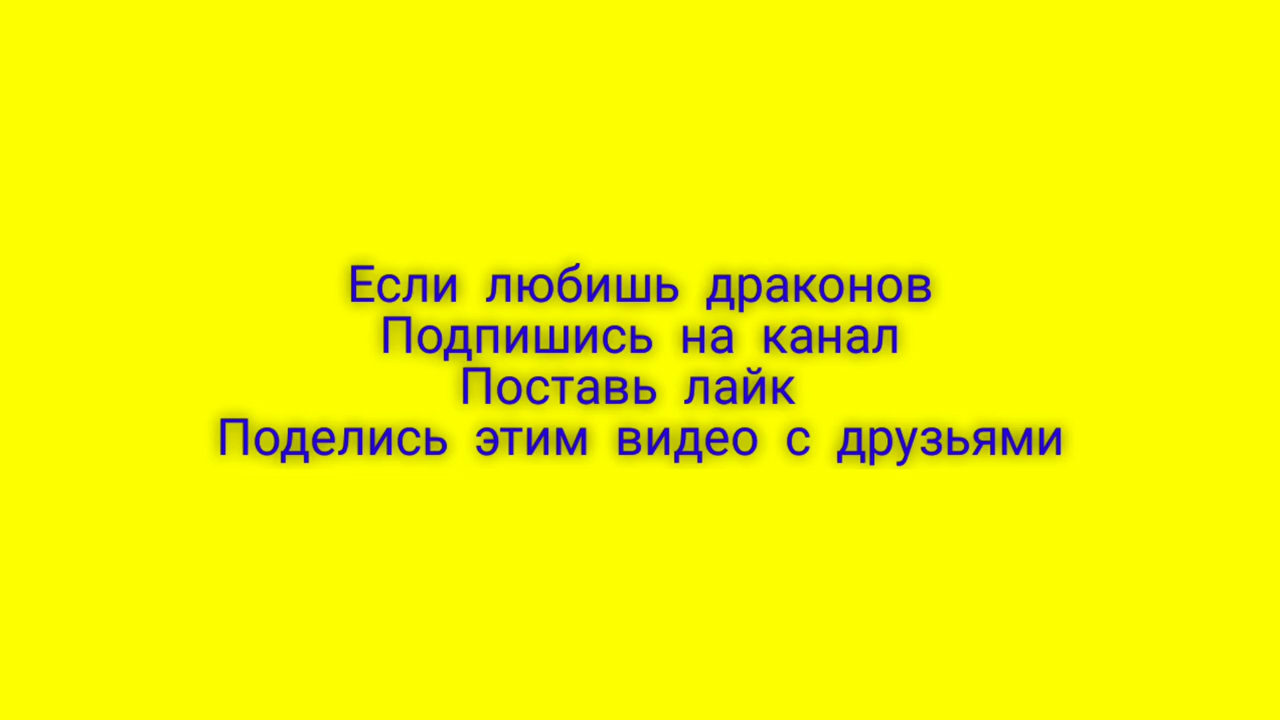 Если любишь драконов
Подпишись на канал
Поставь лайк
Поделись этим видео с друзьями